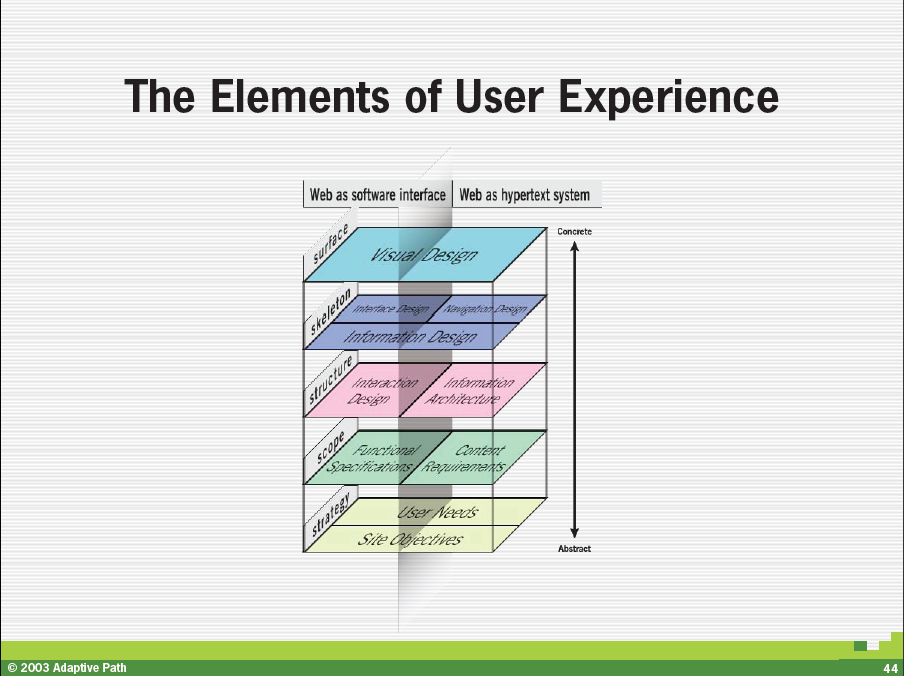 The Elements of User Experience
Web as software interface
Web as hypertext system
Concrete
surface
Visual Design
skeleton
Interface Design
Navigation Design
Information Design
structure
Interaction
Design
Information
Architecture
scope
Functional
Specifications
Content
Requirements
strategy
User Needs
Site Objectives
Abstract
© 2003 Adaptive Path
44